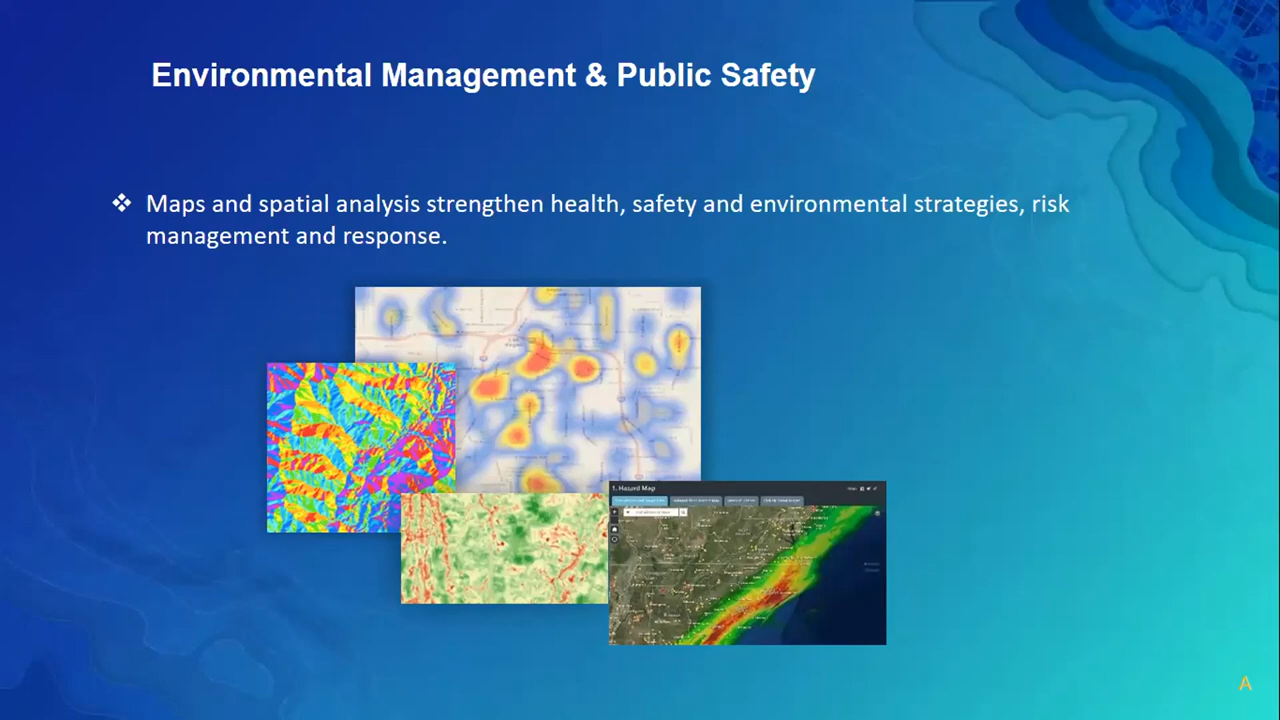 Environmental Management & Public Safety
❖ Maps and spatial analysis strengthen health, safety and environmental strategies, risk
management and response.
1. Hazard Map
A